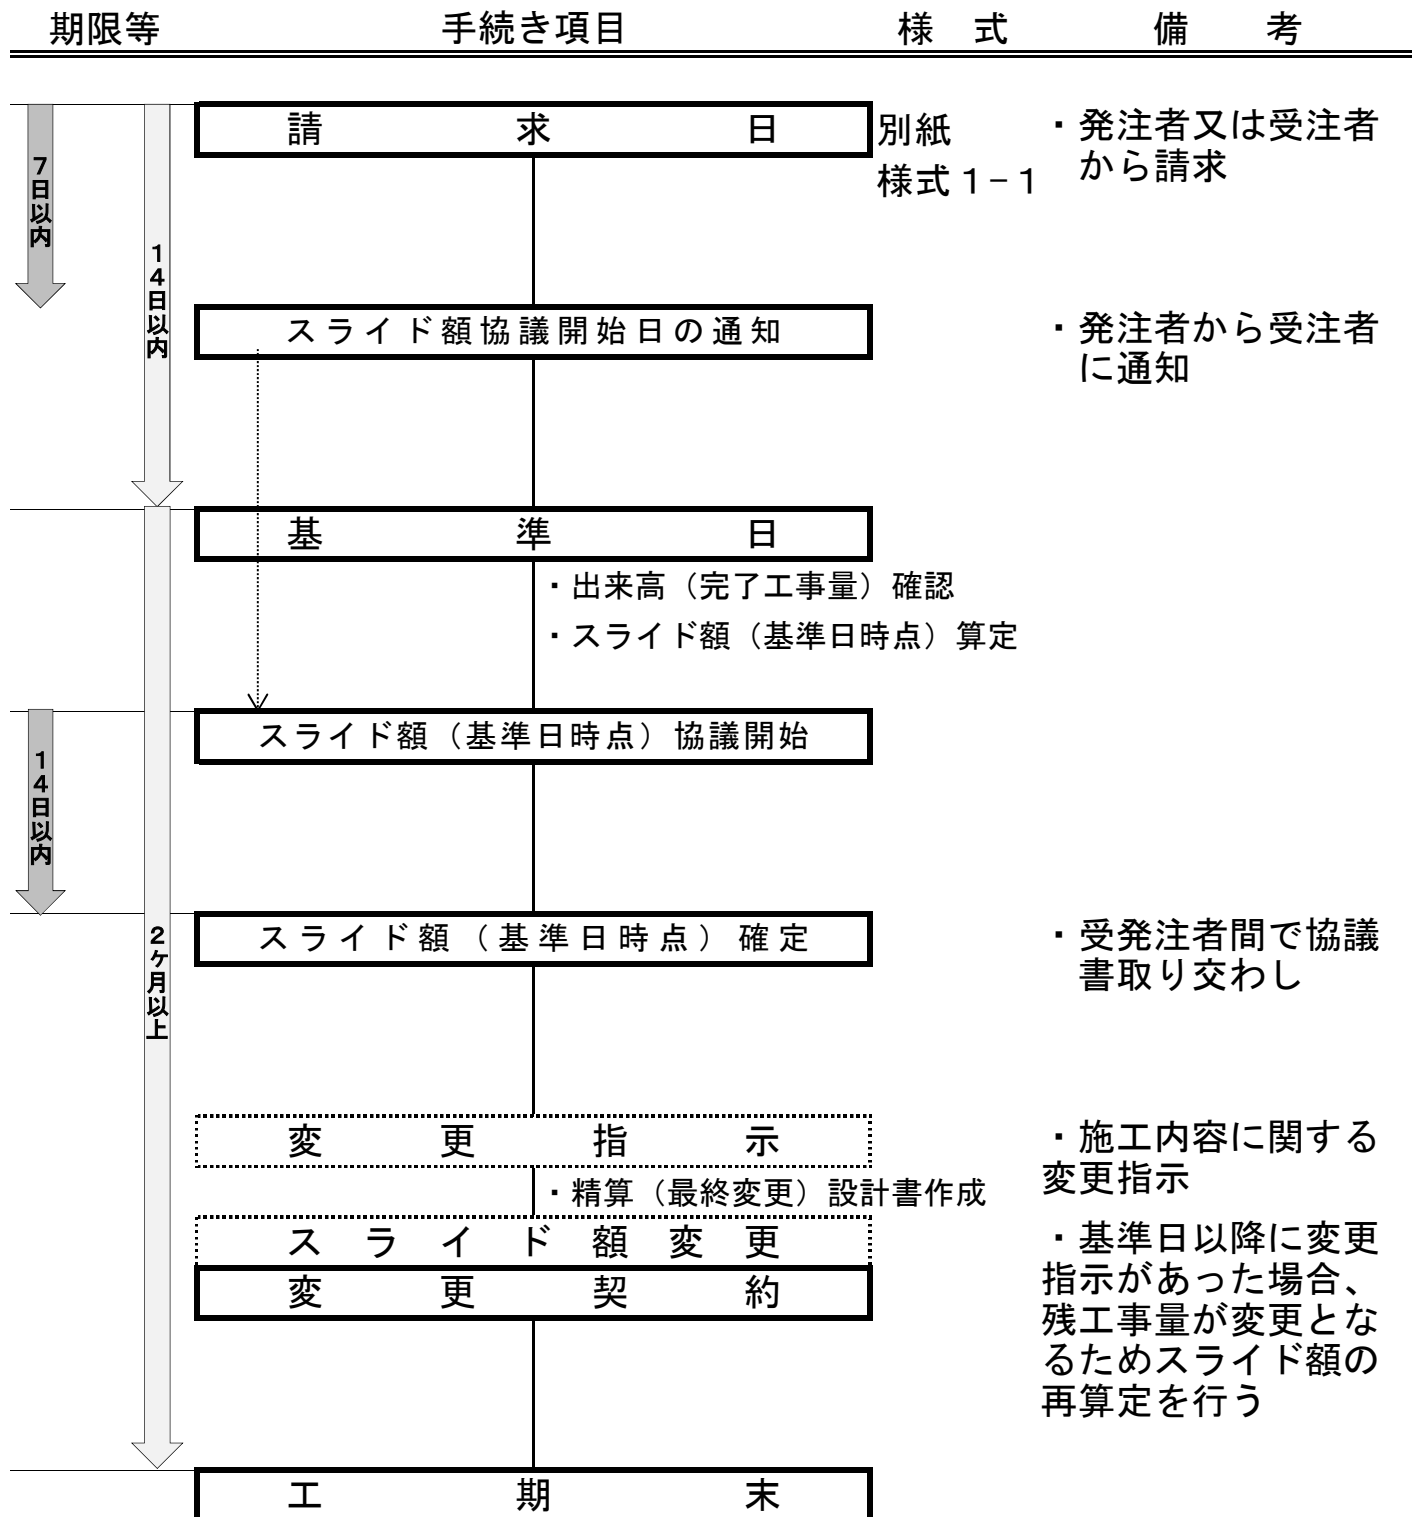 期限等 手続き項目 様 式 備 考
請 求 日
別紙
様式１－１
・発注者又は受注者
から請求
７日以内
１４日以内
スライド額協議開始日の通知
・発注者から受注者
に通知
基 準 日
・出来高（完了工事量）確認
・スライド額（基準日時点）算定
スライド額（基準日時点）協議開始
１４日以内
２ヶ月以上
スライド額（基準日時点）確定
・受発注者間で協議
書取り交わし
変 更 指 示
・施工内容に関する
変更指示
・精算（最終変更）設計書作成
ス ラ イ ド 額 変 更
変 更 契 約
・基準日以降に変更
指示があった場合、
残工事量が変更とな
るためスライド額の
再算定を行う
工 期 末